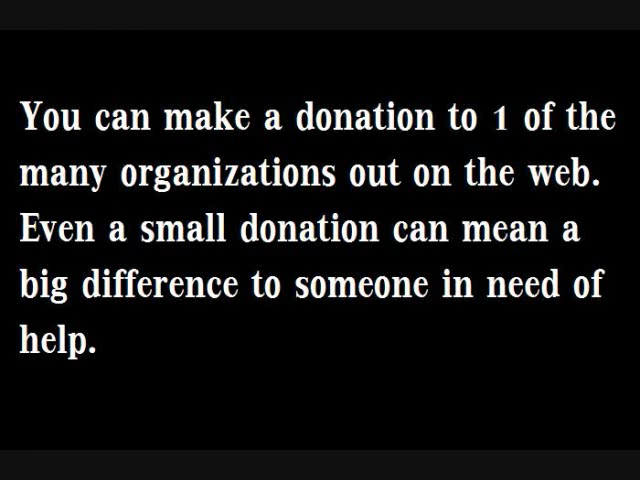 You can make a donation to 1 of the
many organizations out on the web.
Even a small donation can mean a
big difference to someone in need of
help.